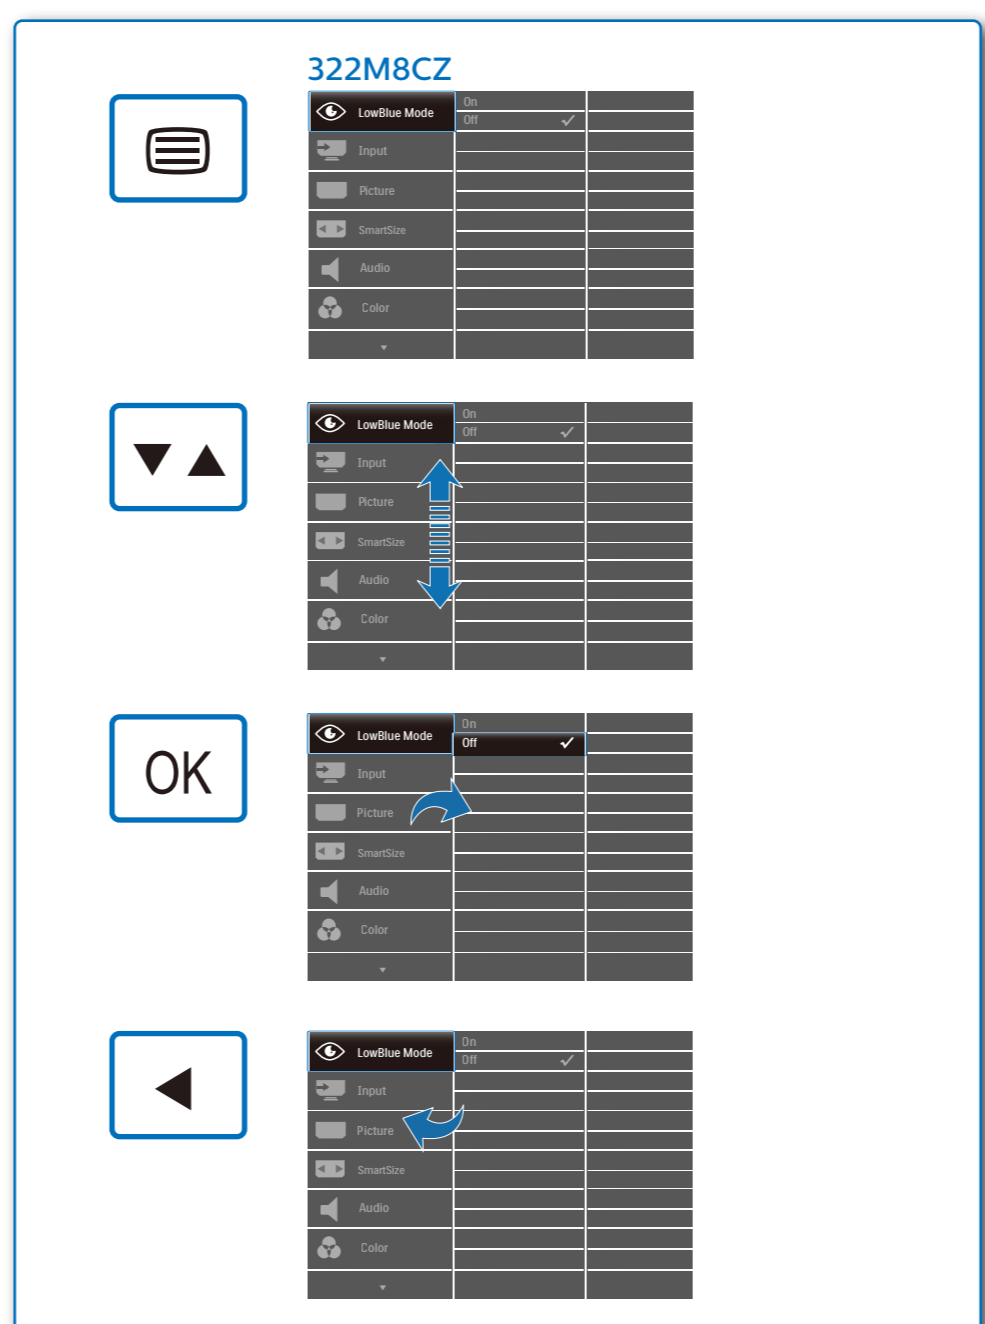 322M8CZ
LowBlue Mode
On
Off
Input
Picture
SmartSize
Audio
Color
LowBlue Mode
On
Off
Input
Picture
SmartSize
Audio
Color
OK
LowBlue Mode
On
Off
Input
Picture
SmartSize
Audio
Color
LowBlue Mode
On
Off
Input
Picture
SmartSize
Audio
Color